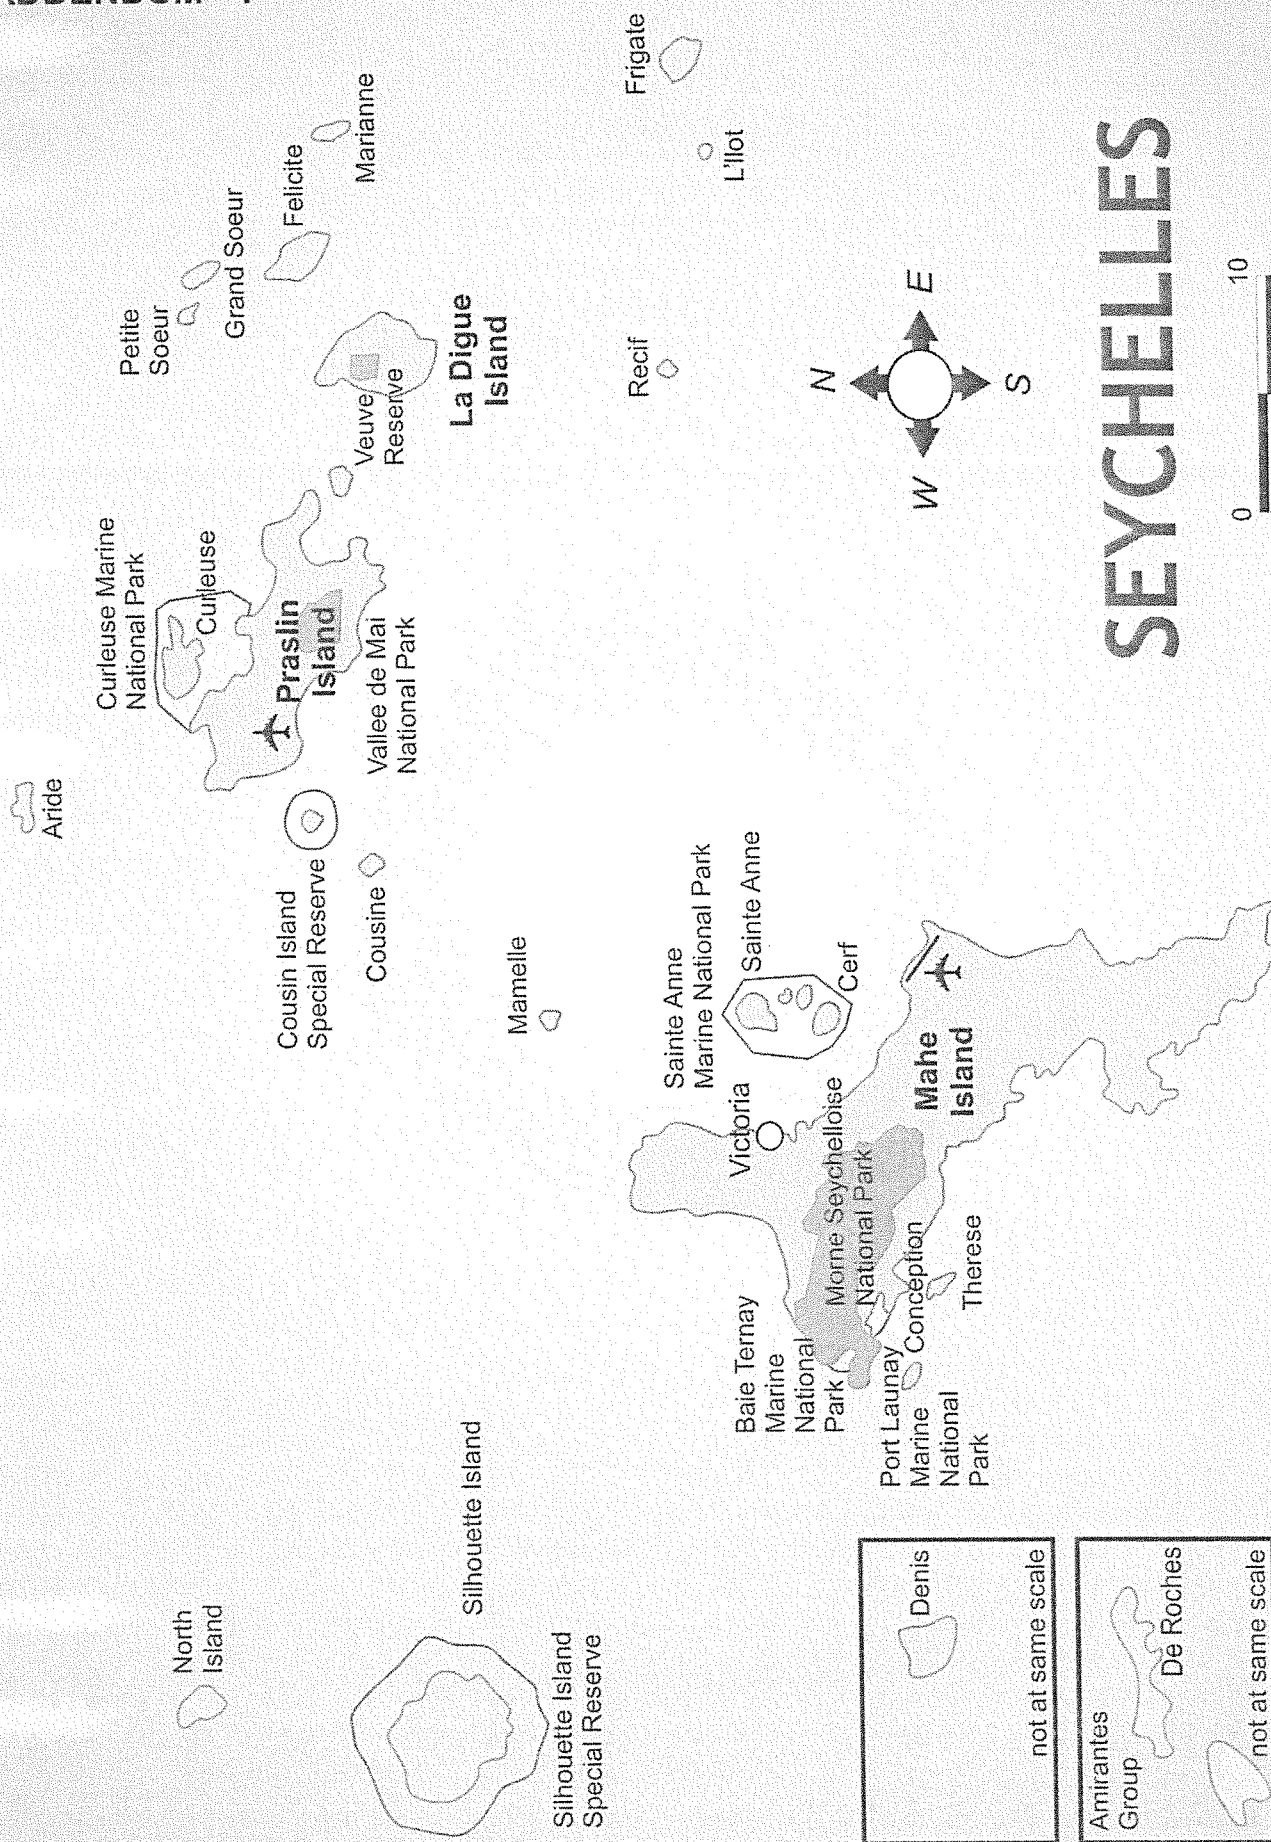 Aride
Curleuse Marine
National Park
Curleuse
Praslin
Island
Vallee de Mai
National Park
Cousin Island
Special Reserve
Cousine
Mamelle
Petite
Soeur
Grand Soeur
Felicite
Marianne
Veuve
Reserve
La Digue
Island
Recif
Frigate
L'Ilot
North
Island
Silhouette Island
Silhouette Island
Special Reserve
Sainte Anne
Marine National Park
Sainte Anne
Cerf
Victoria
Morne Seychelloise
National Park
Mahe
Island
Baie Ternay
Marine
National
Park
Port Launay
Marine
National
Park
Conception
Therese
N
E
S
W
Denis
not at same scale
Amirantes
Group
De Roches
not at same scale
SEYCHELLES
0 10